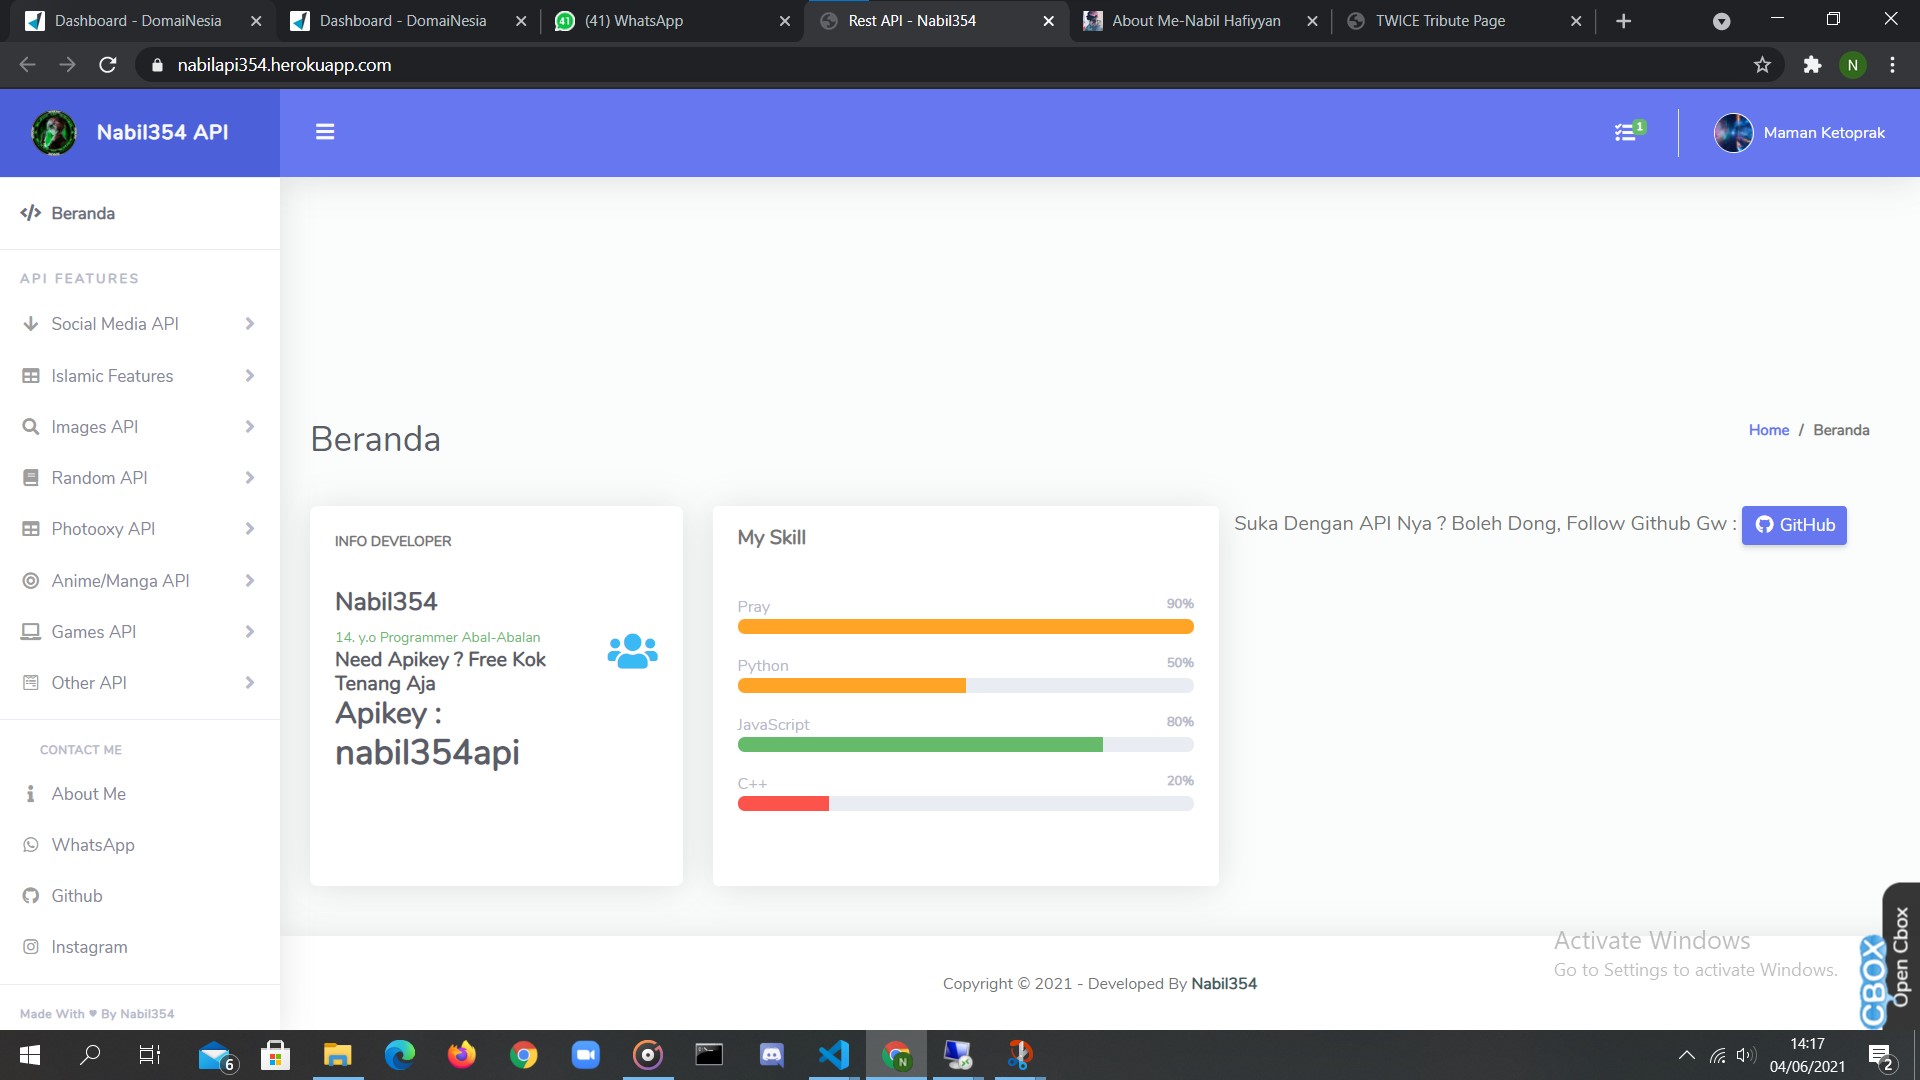 Dashboard - DomaiNesia
Dashboard - DomaiNesia
41
(41) WhatsApp
Rest API - Nabil354
About Me-Nabil Hafiyyan
TWICE Tribute Page
nabilapi354.herokuapp.com
N
Nabil354 API
1
Maman Ketoprak
Beranda
API FEATURES
Social Media API
Islamic Features
Images API
Random API
Photooxy API
Anime/Manga API
Games API
Other API
CONTACT ME
About Me
WhatsApp
Github
Instagram
Made With ♥ By Nabil354
Beranda
Home / Beranda
INFO DEVELOPER
Nabil354
14. y.o Programmer Abal-Abalan
Need Apikey ? Free Kok
Tenang Aja
Apikey :
nabil354api
My Skill
Pray 90%
Python 50%
JavaScript 80%
C++ 20%
Suka Dengan API Nya ? Boleh Dong, Follow Github Gw : GitHub
Activate Windows
Go to Settings to activate Windows.
CBOX
Open Cbox
Copyright © 2021 - Developed By Nabil354
6
N
14:17
04/06/2021
2